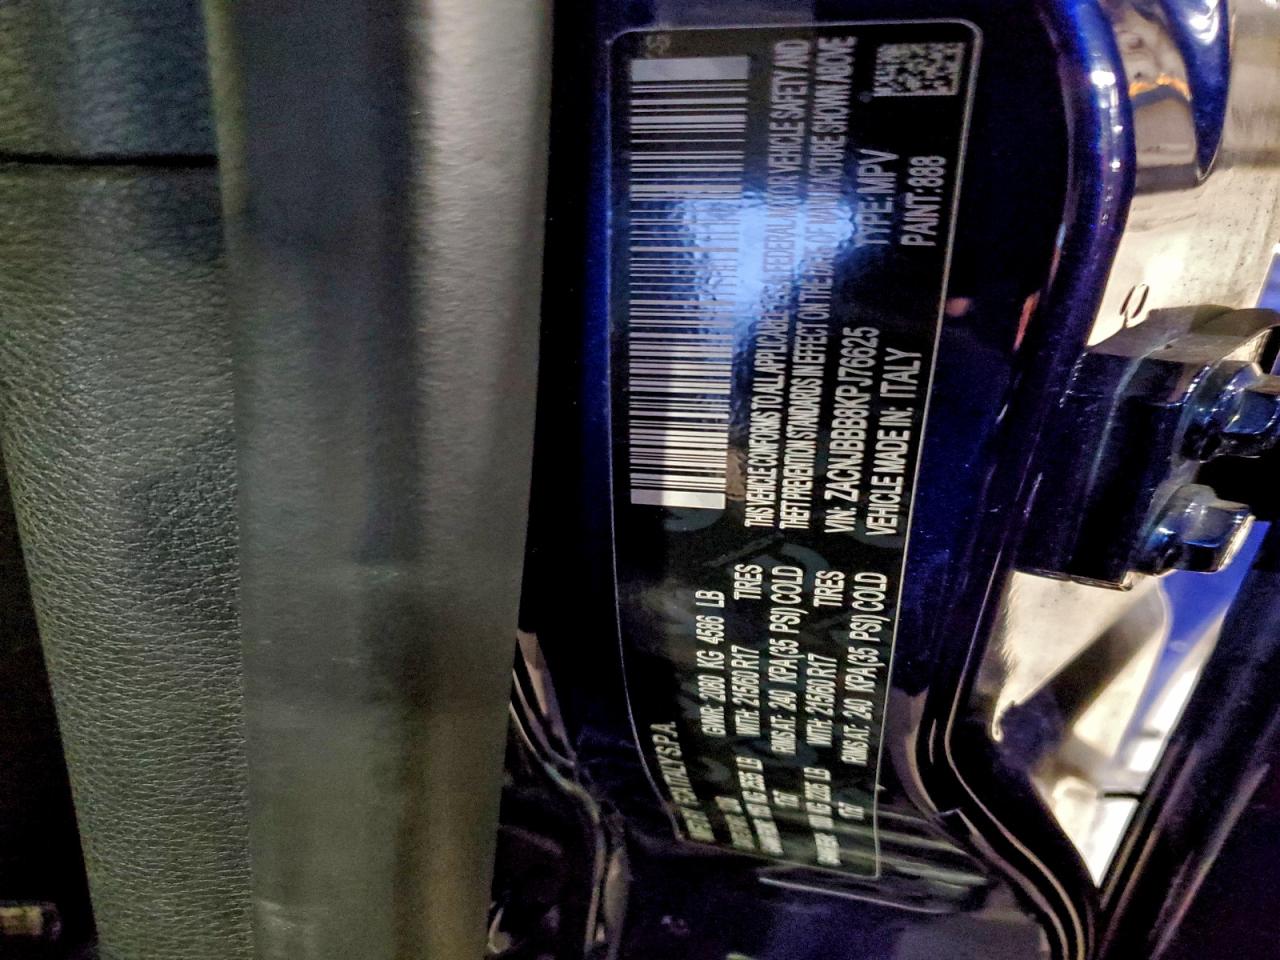 MFD BY: FCA ITALY S.P.A.
GVWR: 2080 KG 4586 LB
WITH: 215/60 R17 TIRES
RIMS AT: 240 KPA(35 PSI) COLD
WITH: 215/60 R17 TIRES
RIMS AT: 240 KPA(35 PSI) COLD
THIS VEHICLE CONFORMS TO ALL APPLICABLE FEDERAL MOTOR VEHICLE SAFETY AND
THEFT PREVENTION STANDARDS IN EFFECT ON THE DATE OF MANUFACTURE SHOWN ABOVE
VIN: ZACNJBBB8KPJ76625 TYPE: MPV
VEHICLE MADE IN: ITALY PAINT:888